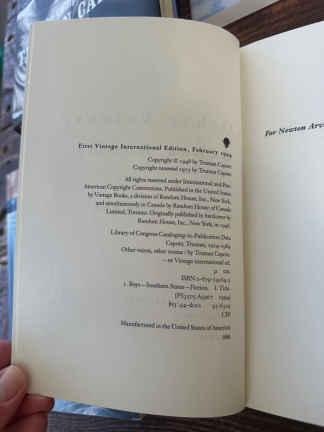 First Vintage International Edition, February 1994
Copyright © 1948 by Truman Capote
Copyright renewed 1975 by Truman Capote
All rights reserved under International and Pan-
American Copyright Conventions. Published in the United States
by Vintage Books, a division of Random House, Inc., New York,
and simultaneously in Canada by Random House of Canada
Limited, Toronto. Originally published in hardcover by
Random House, Inc., New York, in 1948.
Library of Congress Cataloging-in-Publication Data
Capote, Truman, 1924-1984
Other voices, other rooms / by Truman Capote.
—1st Vintage international ed.
p. cm.
ISBN
1. Boys—Southern States—Fiction. I. Title.
1994
CIP
Manufactured in the United States of America
For Newton Arv